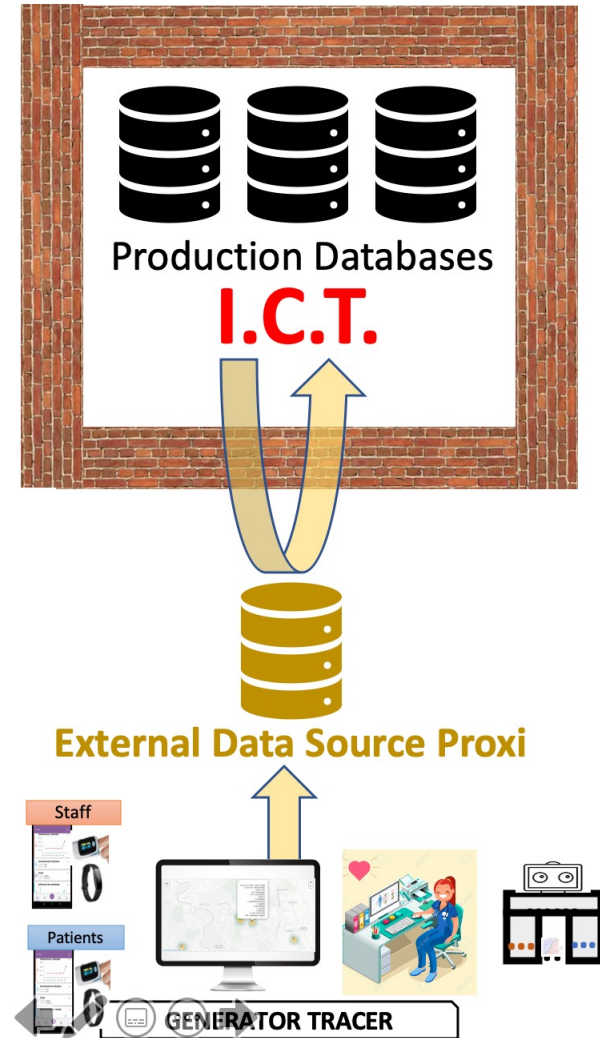 Production Databases
I.C.T.
External Data Source Proxi
Staff
Patients
GENERATOR TRACER